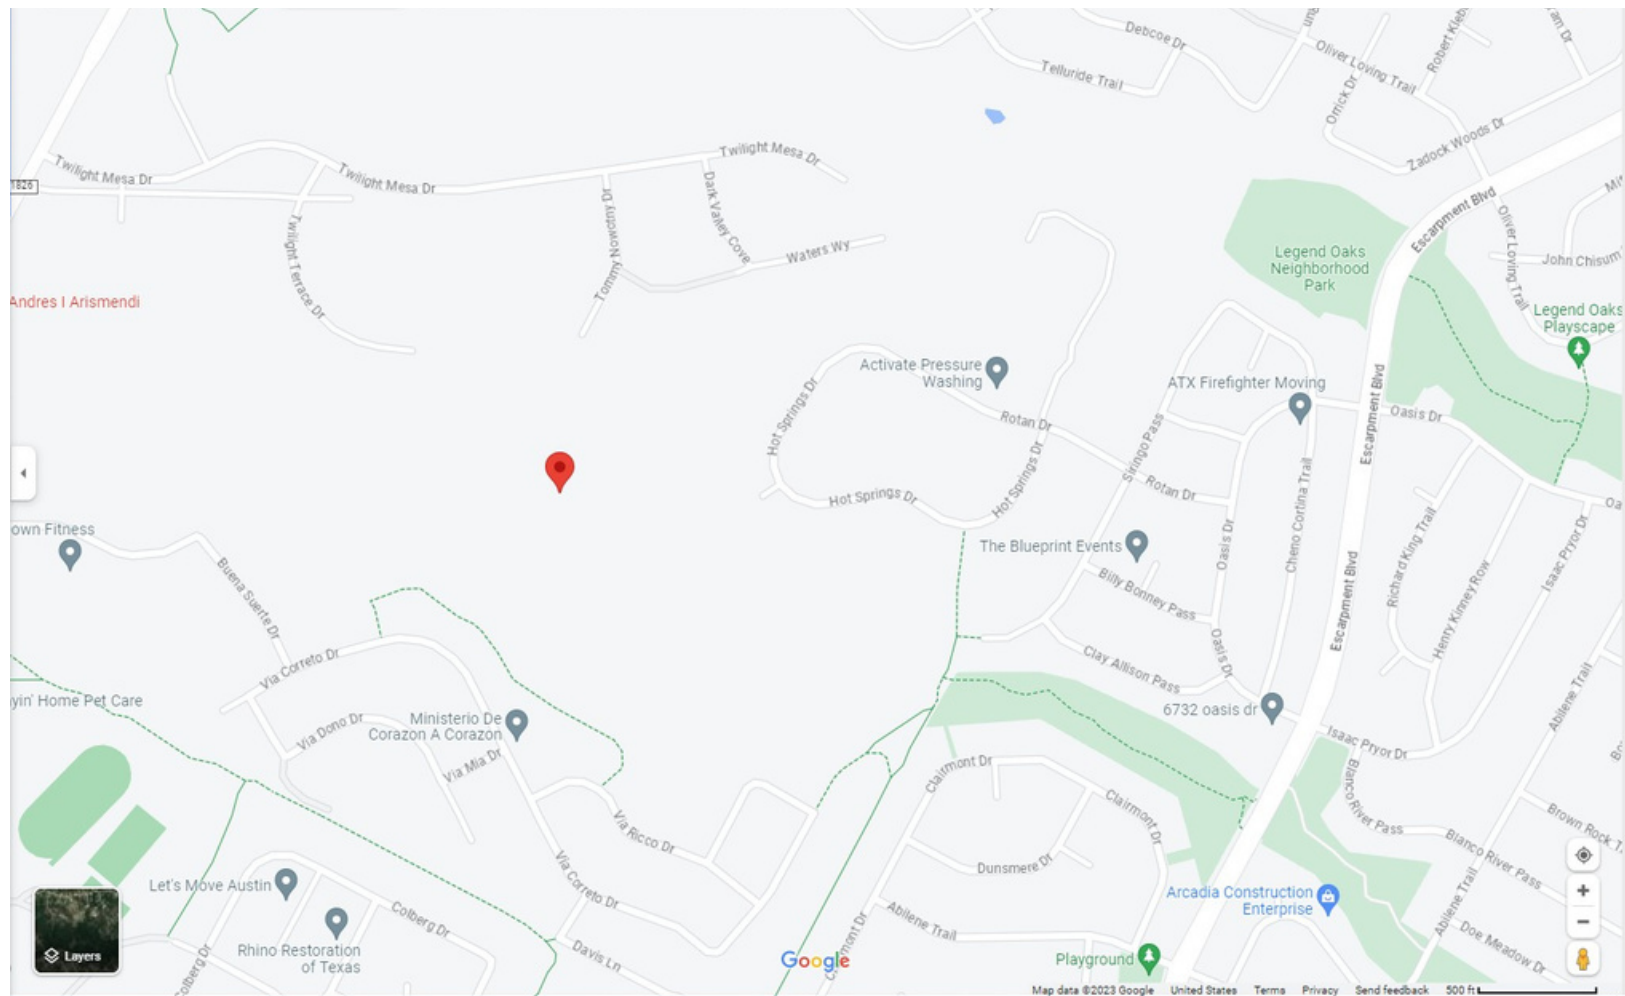 Debcoe Dr
Telluride Trail
Oliver Loving Trail
Orrick Dr
Zadock Woods Dr
Twilight Mesa Dr
Twilight Mesa Dr
Twilight Mesa Dr
1826
Dark Valley Cove
Tommy Nowotny Dr
Twilight Terrace Dr
Waters Wy
Escarpment Blvd
Oliver Loving Trail
John Chisum
Legend Oaks
Neighborhood
Park
Andres I Arismendi
Legend Oaks
Playscape
Activate Pressure
Washing
ATX Firefighter Moving
Hot Springs Dr
Rotan Dr
Siringo Pass
Escarpment Blvd
Oasis Dr
Hot Springs Dr
Hot Springs Dr
Rotan Dr
Cheno Cortina Trail
own Fitness
The Blueprint Events
Oasis Dr
Richard King Trail
Isaac Pryor Dr
Henry Kinney Row
Buena Suerte Dr
Billy Bonney Pass
Escarpment Blvd
Oasis Dr
Via Correto Dr
Clay Allison Pass
yin' Home Pet Care
Ministerio De
Corazon A Corazon
6732 oasis dr
Abilene Trail
Via Dono Dr
Via Mia Dr
Isaac Pryor Dr
Clairmont Dr
Clairmont Dr
Blanco River Pass
Blanco River Pass
Brown Rock T
Via Ricco Dr
Dunsmere Dr
Let's Move Austin
Via Correto Dr
Arcadia Construction
Enterprise
Abilene Trail
Colberg Dr
Abilene Trail
Doe Meadow Dr
Rhino Restoration
of Texas
Davis Ln
Layers
Google
Playground
Map data ©2023 Google United States Terms Privacy Send feedback 500 ft